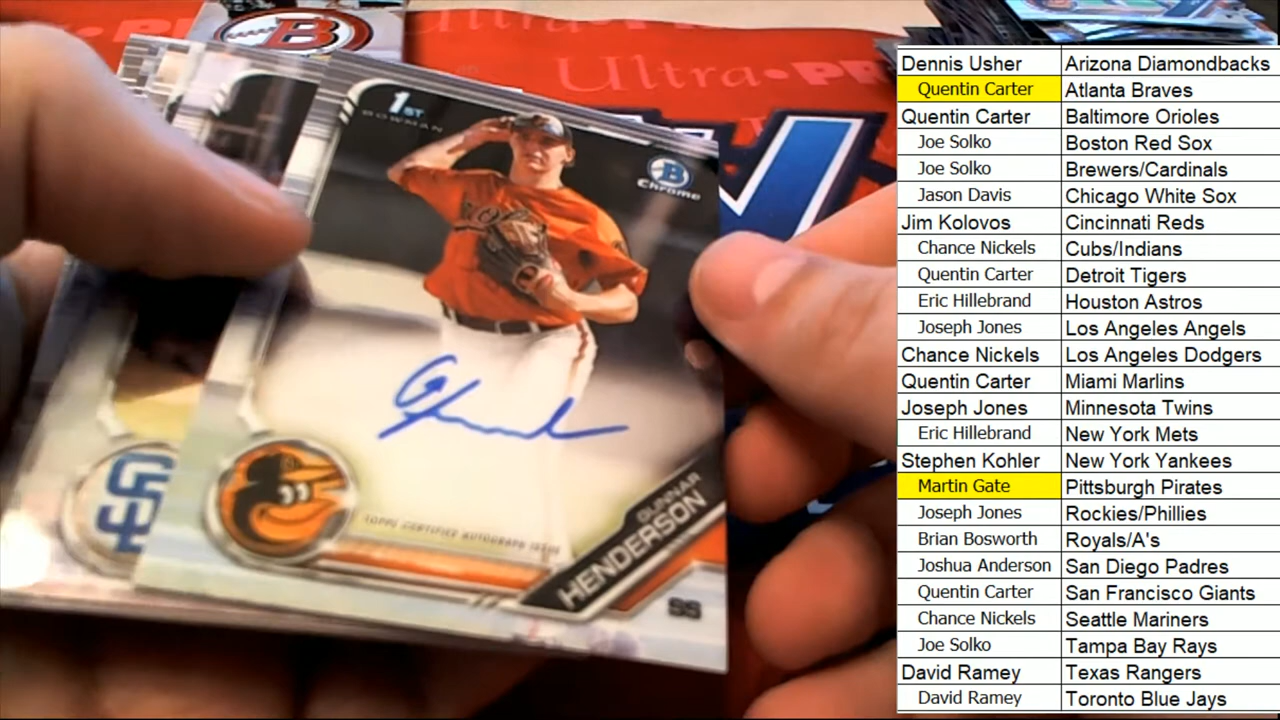 B
Ultra•PR
1ST
BOWMAN
B
Chrome
GUNNAR
HENDERSON
SS
TOPPS CERTIFIED AUTOGRAPH ISSUE
SD
Dennis Usher Arizona Diamondbacks
Quentin Carter Atlanta Braves
Quentin Carter Baltimore Orioles
Joe Solko Boston Red Sox
Joe Solko Brewers/Cardinals
Jason Davis Chicago White Sox
Jim Kolovos Cincinnati Reds
Chance Nickels Cubs/Indians
Quentin Carter Detroit Tigers
Eric Hillebrand Houston Astros
Joseph Jones Los Angeles Angels
Chance Nickels Los Angeles Dodgers
Quentin Carter Miami Marlins
Joseph Jones Minnesota Twins
Eric Hillebrand New York Mets
Stephen Kohler New York Yankees
Martin Gate Pittsburgh Pirates
Joseph Jones Rockies/Phillies
Brian Bosworth Royals/A's
Joshua Anderson San Diego Padres
Quentin Carter San Francisco Giants
Chance Nickels Seattle Mariners
Joe Solko Tampa Bay Rays
David Ramey Texas Rangers
David Ramey Toronto Blue Jays